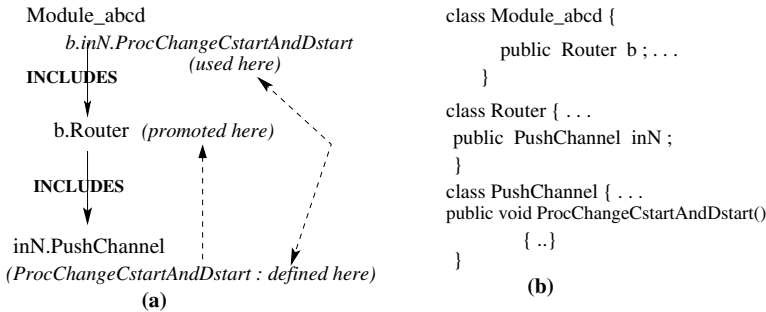 Module_abcd
b.inN.ProcChangeCstartAndDstart
(used here)
INCLUDES
b.Router (promoted here)
INCLUDES
inN.PushChannel
(ProcChangeCstartAndDstart : defined here)
(a)
class Module_abcd {
public Router b ; . . .
}
class Router { . . .
public PushChannel inN ;
}
class PushChannel { . . .
public void ProcChangeCstartAndDstart()
{ ..}
}
(b)